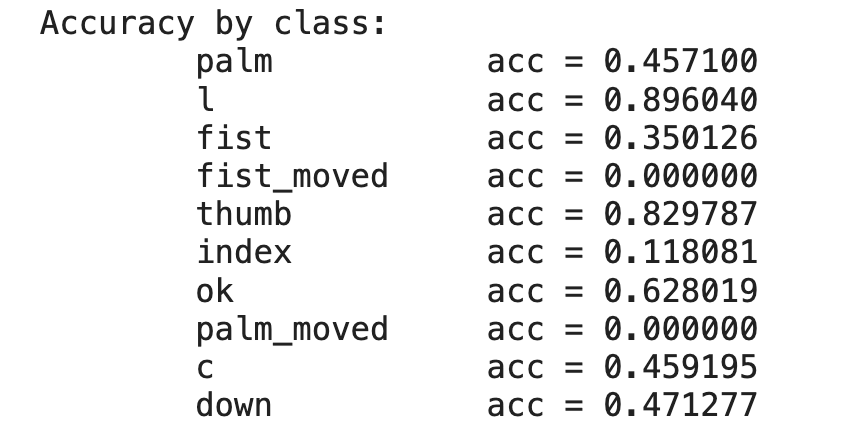 Accuracy by class:
palm acc = 0.457100
l acc = 0.896040
fist acc = 0.350126
fist_moved acc = 0.000000
thumb acc = 0.829787
index acc = 0.118081
ok acc = 0.628019
palm_moved acc = 0.000000
c acc = 0.459195
down acc = 0.471277